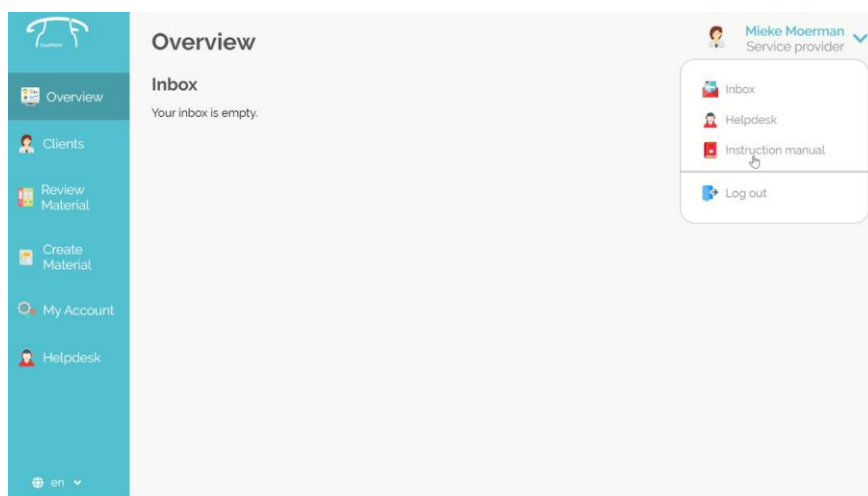 Overview
Clients
Review
Material
Create
Material
My Account
Helpdesk
en
Overview
Inbox
Your inbox is empty.
Mieke Moerman
Service provider
Inbox
Helpdesk
Instruction manual
Log out